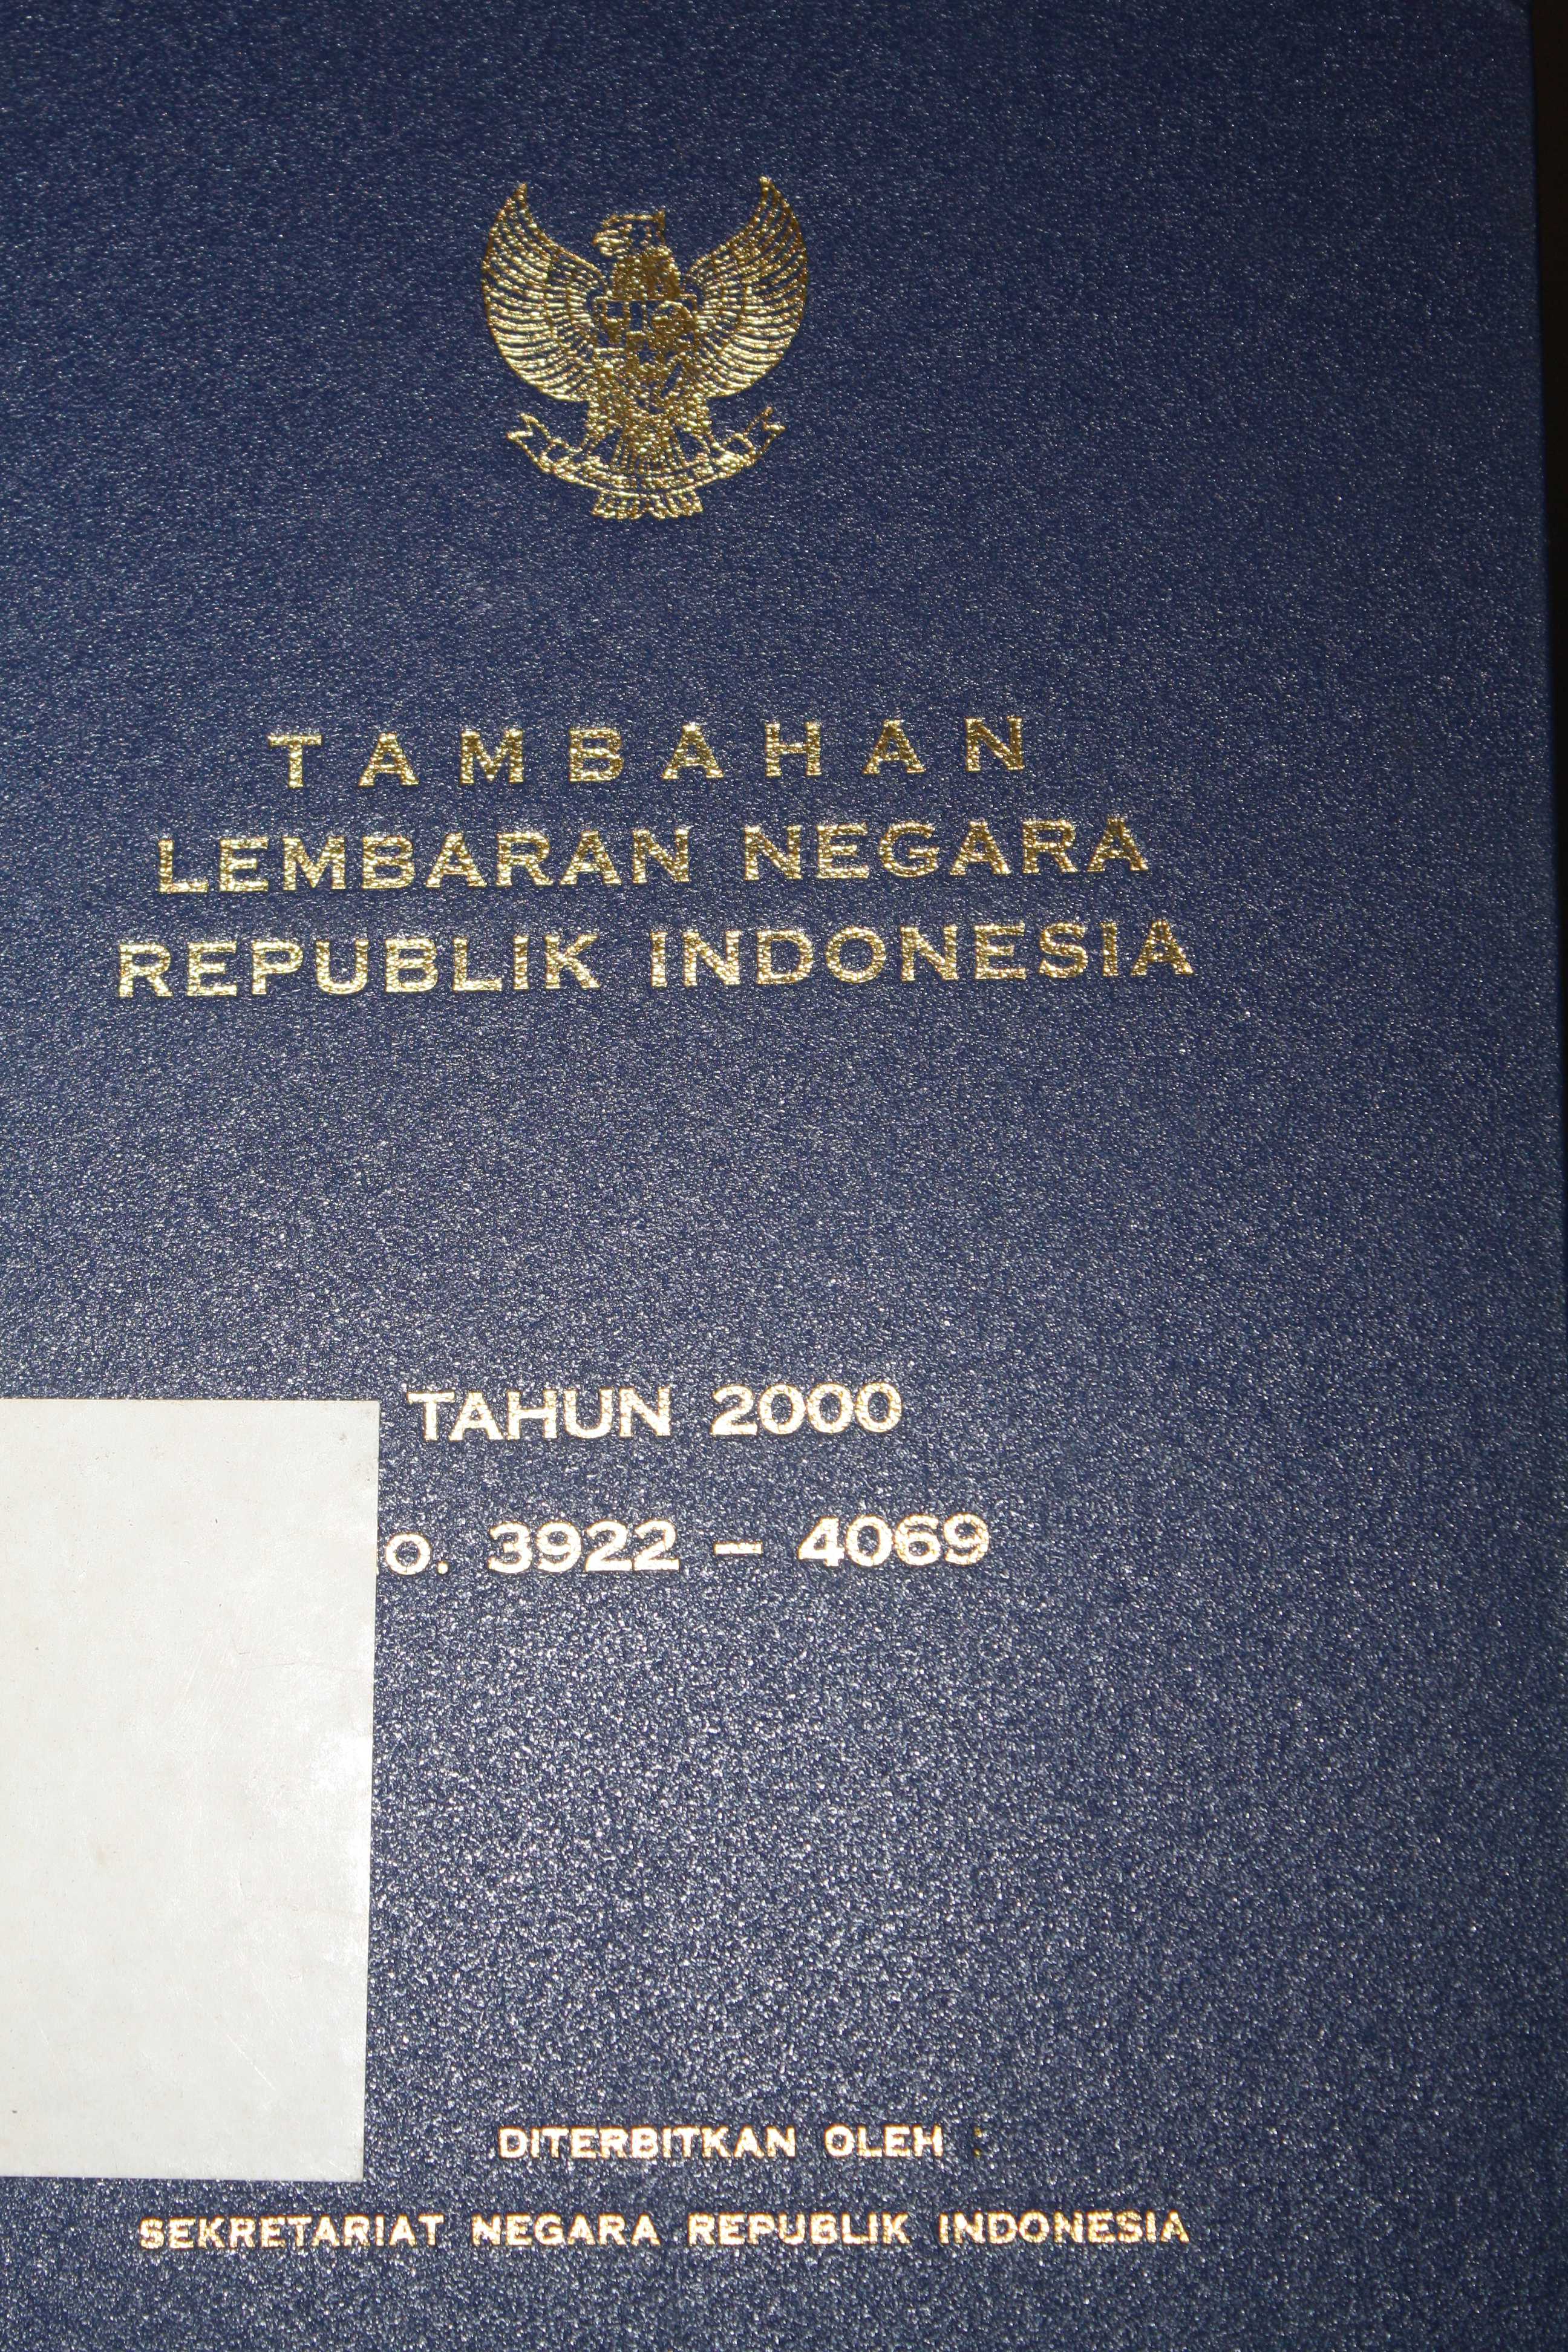 TAMBAHAN
LEMBARAN NEGARA
REPUBLIK INDONESIA
TAHUN 2000
o. 3922 – 4069
DITERBITKAN OLEH :
SEKRETARIAT NEGARA REPUBLIK INDONESIA